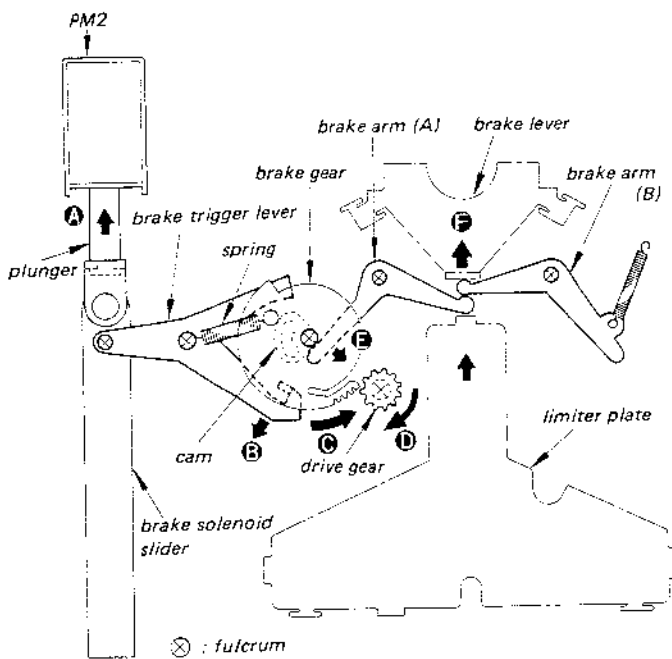 PM2
brake arm (A)
brake lever
brake gear
brake arm
(B)
A
F
brake trigger lever
spring
plunger
E
B
C
D
cam
drive gear
limiter plate
brake solenoid
slider
: fulcrum